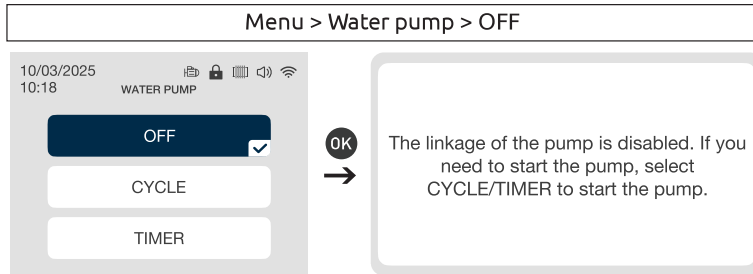 Menu > Water pump > OFF
10/03/2025
10:18
WATER PUMP
OFF
CYCLE
TIMER
OK
The linkage of the pump is disabled. If you
need to start the pump, select
CYCLE/TIMER to start the pump.